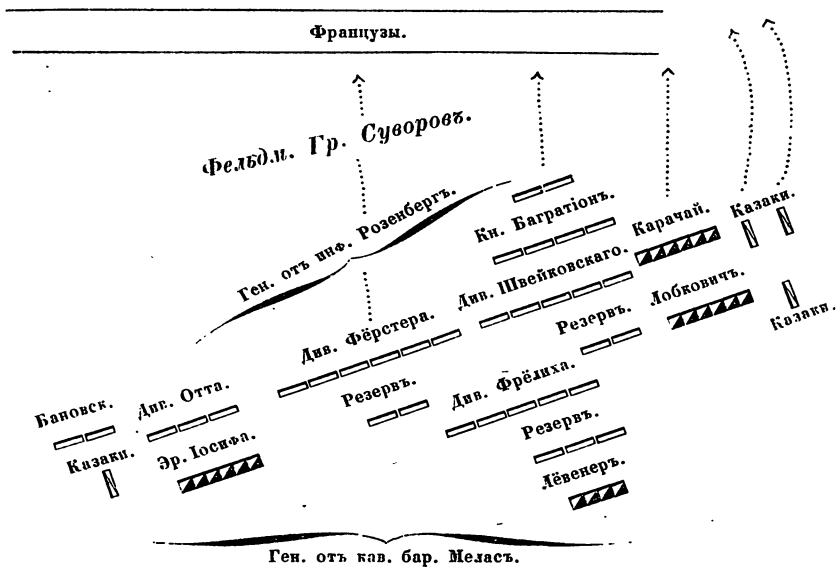 Французы.
Фельдм. Гр. Суворовъ.
Ген. отъ инф. Розенбергъ.
Кн. Багратіонъ.
Карачай.
Казаки.
Див. Швейковскаго.
Лобковичъ.
Казаки.
Резервъ.
Див. Фёрстера.
Резервъ.
Див. Фрёлиха.
Резервъ.
Лёвенеръ.
Бановск.
Див. Отта.
Казаки.
Эр. Іосифа.
Ген. отъ кав. бар. Меласъ.